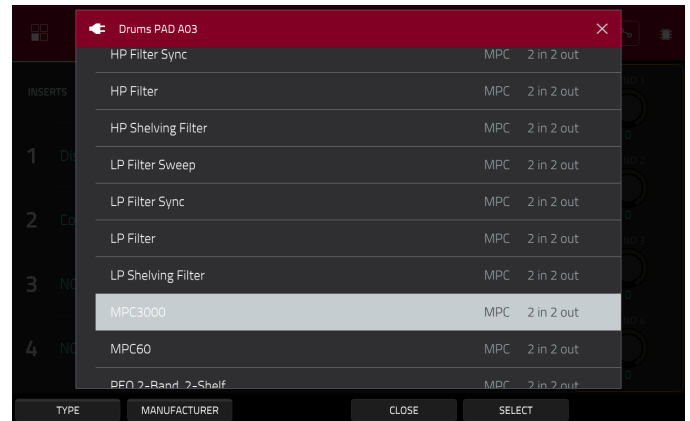 Drums PAD A03
HP Filter Sync MPC 2 in 2 out
INSERTS HP Filter MPC 2 in 2 out
HP Shelving Filter MPC 2 in 2 out
1 LP Filter Sweep MPC 2 in 2 out
LP Filter Sync MPC 2 in 2 out
2 Co
LP Filter MPC 2 in 2 out
3 NO LP Shelving Filter MPC 2 in 2 out
MPC3000 MPC 2 in 2 out
4 NO MPC60 MPC 2 in 2 out
PEQ 2-Band, 2-Shelf MPC 2 in 2 out
TYPE MANUFACTURER CLOSE SELECT